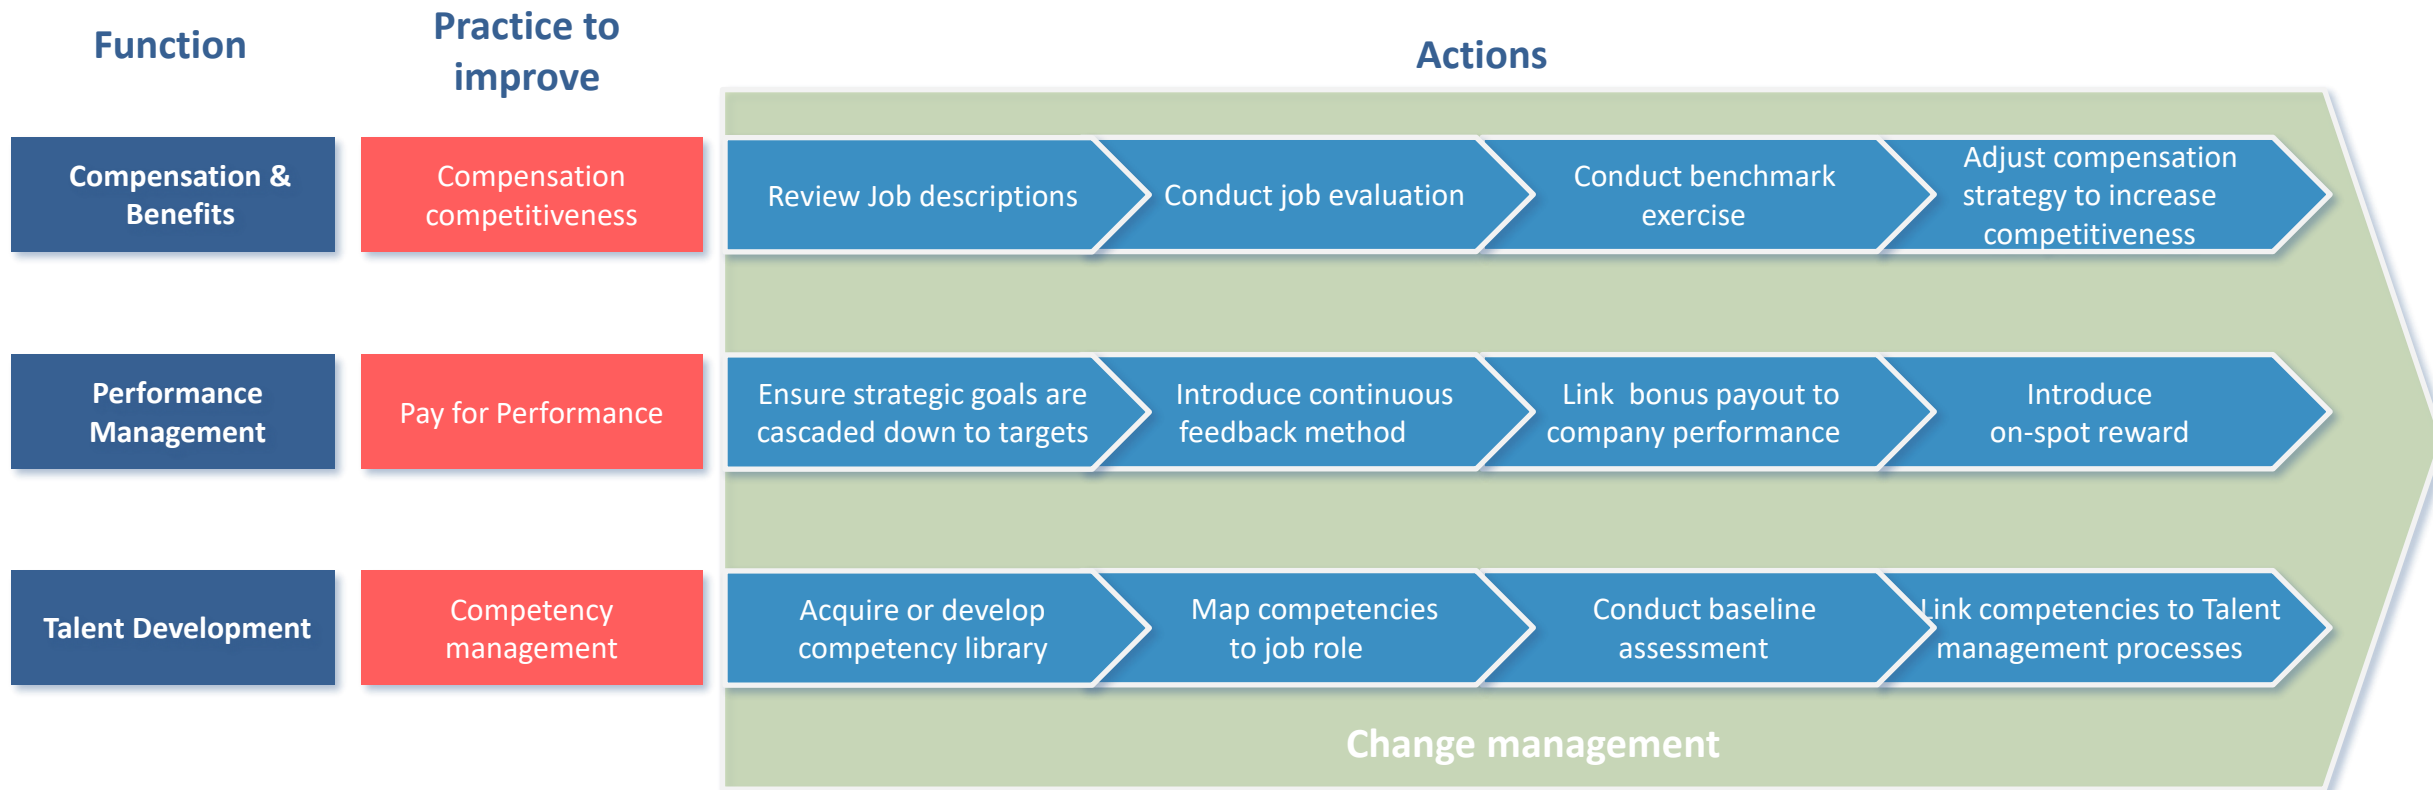 Function
Practice to
improve
Actions
Compensation &
Benefits
Compensation
competitiveness
Review Job descriptions
Conduct job evaluation
Conduct benchmark
exercise
Adjust compensation
strategy to increase
competitiveness
Performance
Management
Pay for Performance
Ensure strategic goals are
cascaded down to targets
Introduce continuous
feedback method
Link  bonus payout to
company performance
Introduce
on-spot reward
Talent Development
Competency
management
Acquire or develop
competency library
Map competencies
to job role
Conduct baseline
assessment
Link competencies to Talent
management processes
Change management